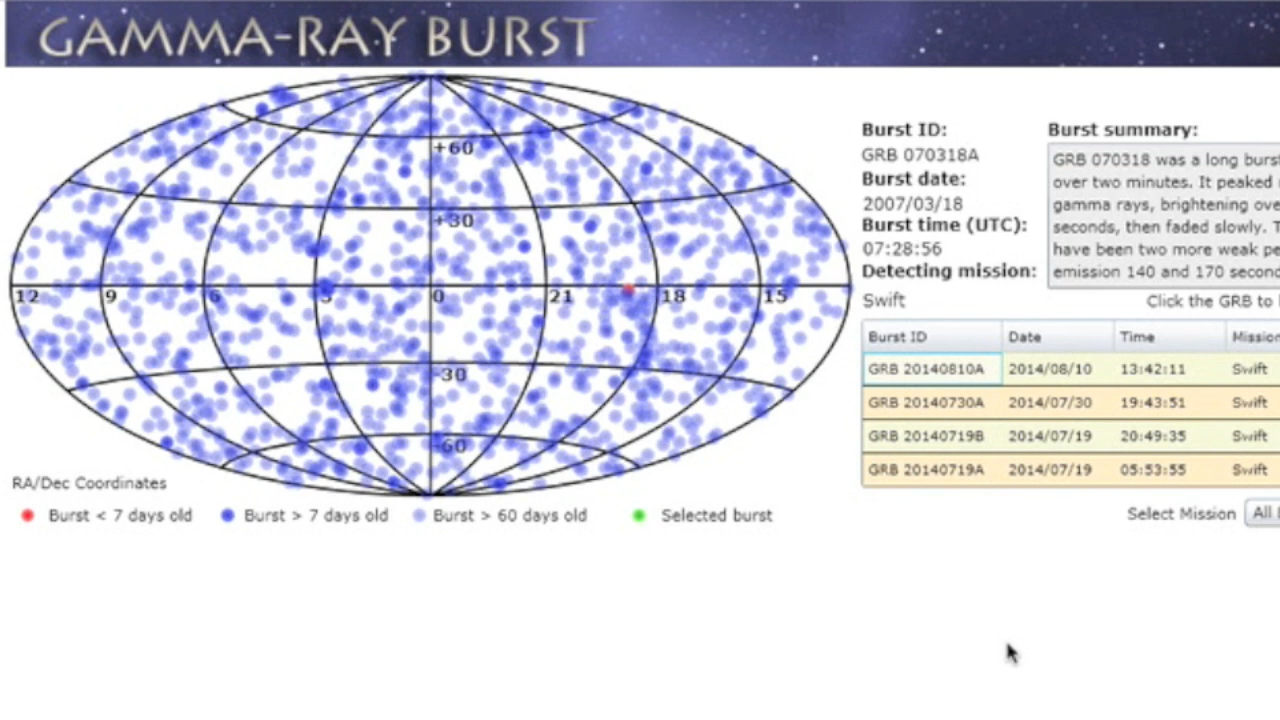 GAMMA-RAY BURST
+60
+30
12 9 6 3 0 21 18 15
-30
-60
RA/Dec Coordinates
Burst < 7 days old
Burst > 7 days old
Burst > 60 days old
Selected burst
Burst ID:
GRB 070318A
Burst date:
2007/03/18
Burst time (UTC):
07:28:56
Detecting mission:
Swift
Burst summary:
GRB 070318 was a long burst
over two minutes. It peaked
gamma rays, brightening ove
seconds, then faded slowly. T
have been two more weak pe
emission 140 and 170 second
Click the GRB to
Burst ID Date Time Mission
GRB 20140810A 2014/08/10 13:42:11 Swift
GRB 20140730A 2014/07/30 19:43:51 Swift
GRB 20140719B 2014/07/19 20:49:35 Swift
GRB 20140719A 2014/07/19 05:53:55 Swift
Select Mission All